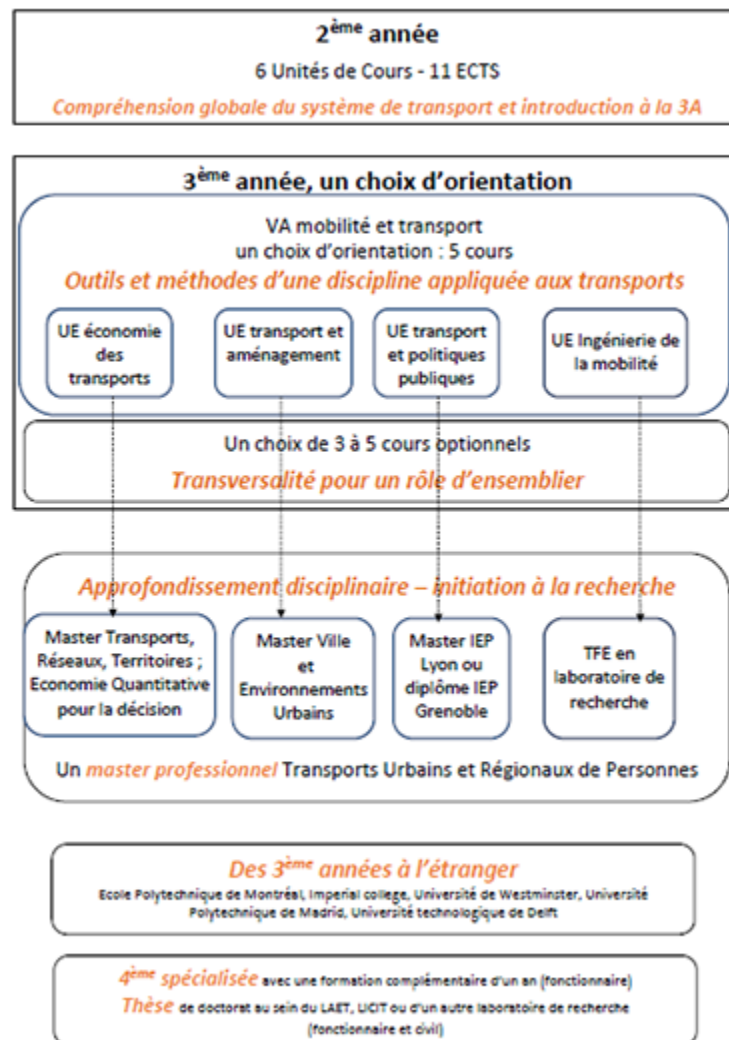 2ème année
6 Unités de Cours - 11 ECTS
Compréhension globale du système de transport et introduction à la 3A
3ème année, un choix d'orientation
VA mobilité et transport
un choix d'orientation : 5 cours
Outils et méthodes d'une discipline appliquée aux transports
UE économie
des
transports
UE transport et
aménagement
UE transport
et politiques
publiques
UE Ingénierie de
la mobilité
Un choix de 3 à 5 cours optionnels
Transversalité pour un rôle d'ensemblier
Approfondissement disciplinaire – initiation à la recherche
Master Transports,
Réseaux, Territoires ;
Economie Quantitative
pour la décision
Master Ville
et
Environnements
Urbains
Master IEP
Lyon ou
diplôme IEP
Grenoble
TFE en
laboratoire de
recherche
Un master professionnel Transports Urbains et Régionaux de Personnes
Des 3ème années à l'étranger
Ecole Polytechnique de Montréal, Imperial college, Université de Westminster, Université
Polytechnique de Madrid, Université technologique de Delft
4ème spécialisée avec une formation complémentaire d'un an (fonctionnaire)
Thèse de doctorat au sein du LAET, LICIT ou d'un autre laboratoire de recherche
(fonctionnaire et civil)